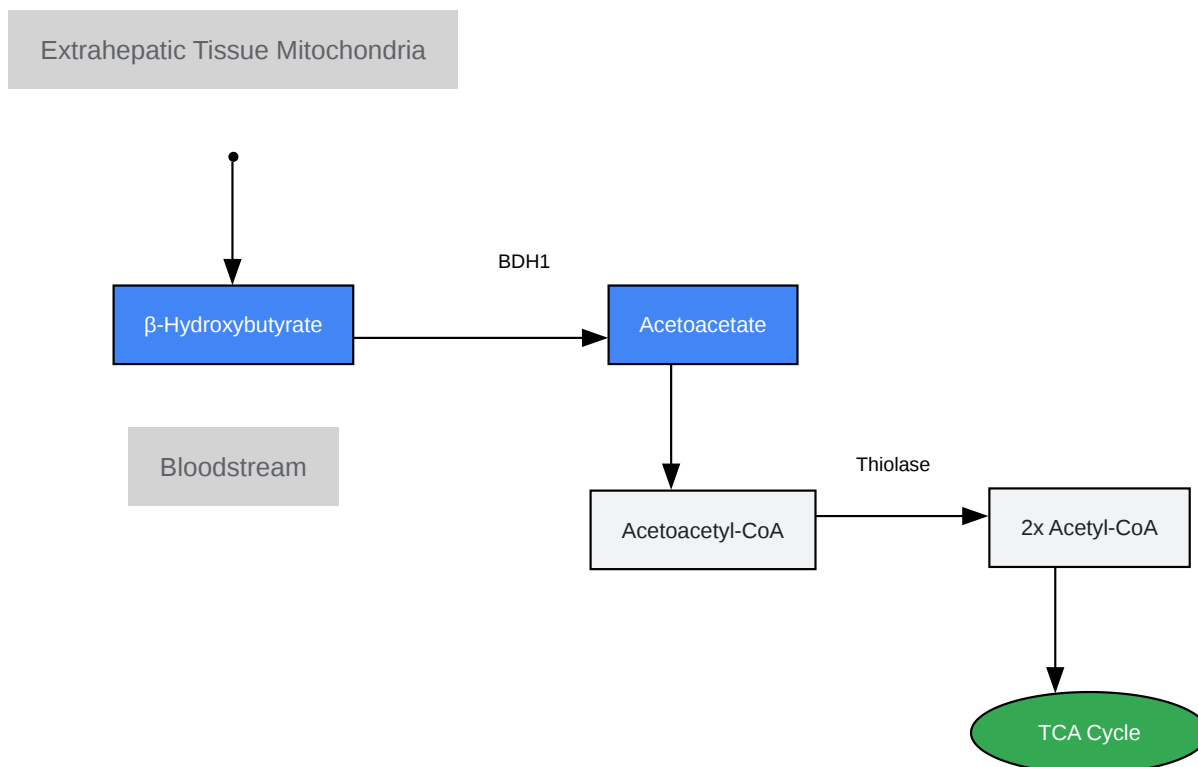 Extrahepatic Tissue Mitochondria
BDH1
β-Hydroxybutyrate
Acetoacetate
Bloodstream
Thiolase
Acetoacetyl-CoA
2x Acetyl-CoA
TCA Cycle